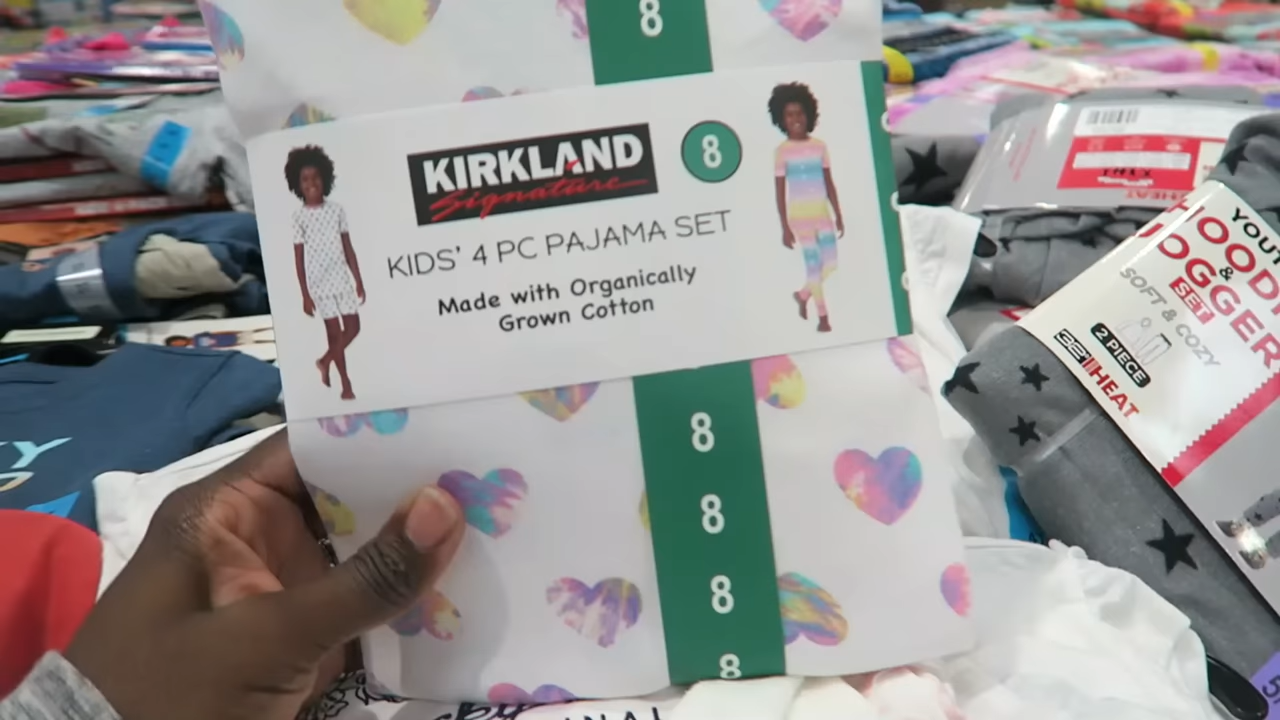 8
KIRKLAND
Signature
8
KIDS' 4 PC PAJAMA SET
Made with Organically
Grown Cotton
8
8
8
8
HOODI
&
JOGGER
SET
SOFT & COZY
2 PIECE
HEAT